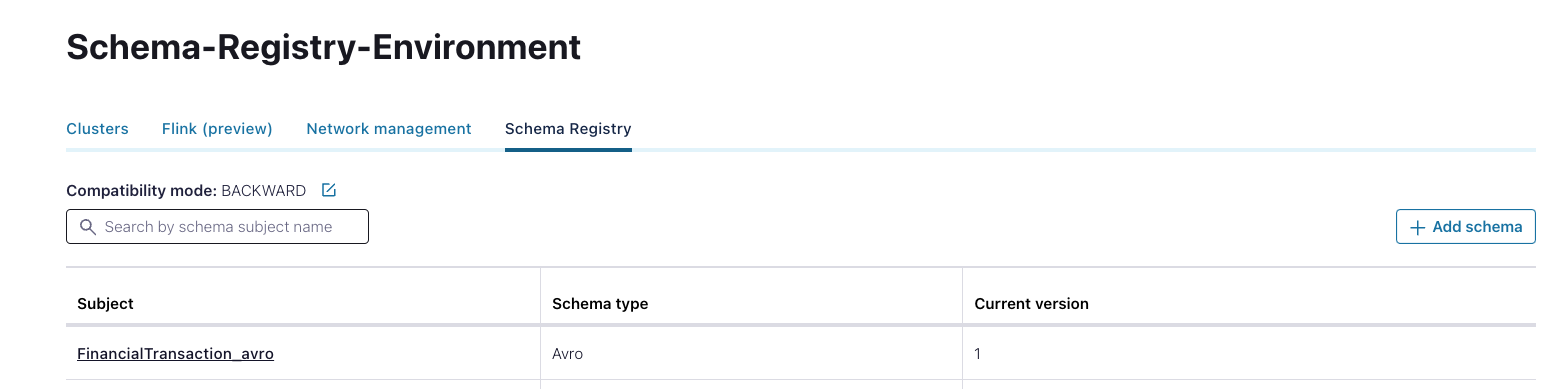 Schema-Registry-Environment
Clusters Flink (preview) Network management Schema Registry
Compatibility mode: BACKWARD
Search by schema subject name + Add schema
Subject Schema type Current version
FinancialTransaction_avro Avro 1